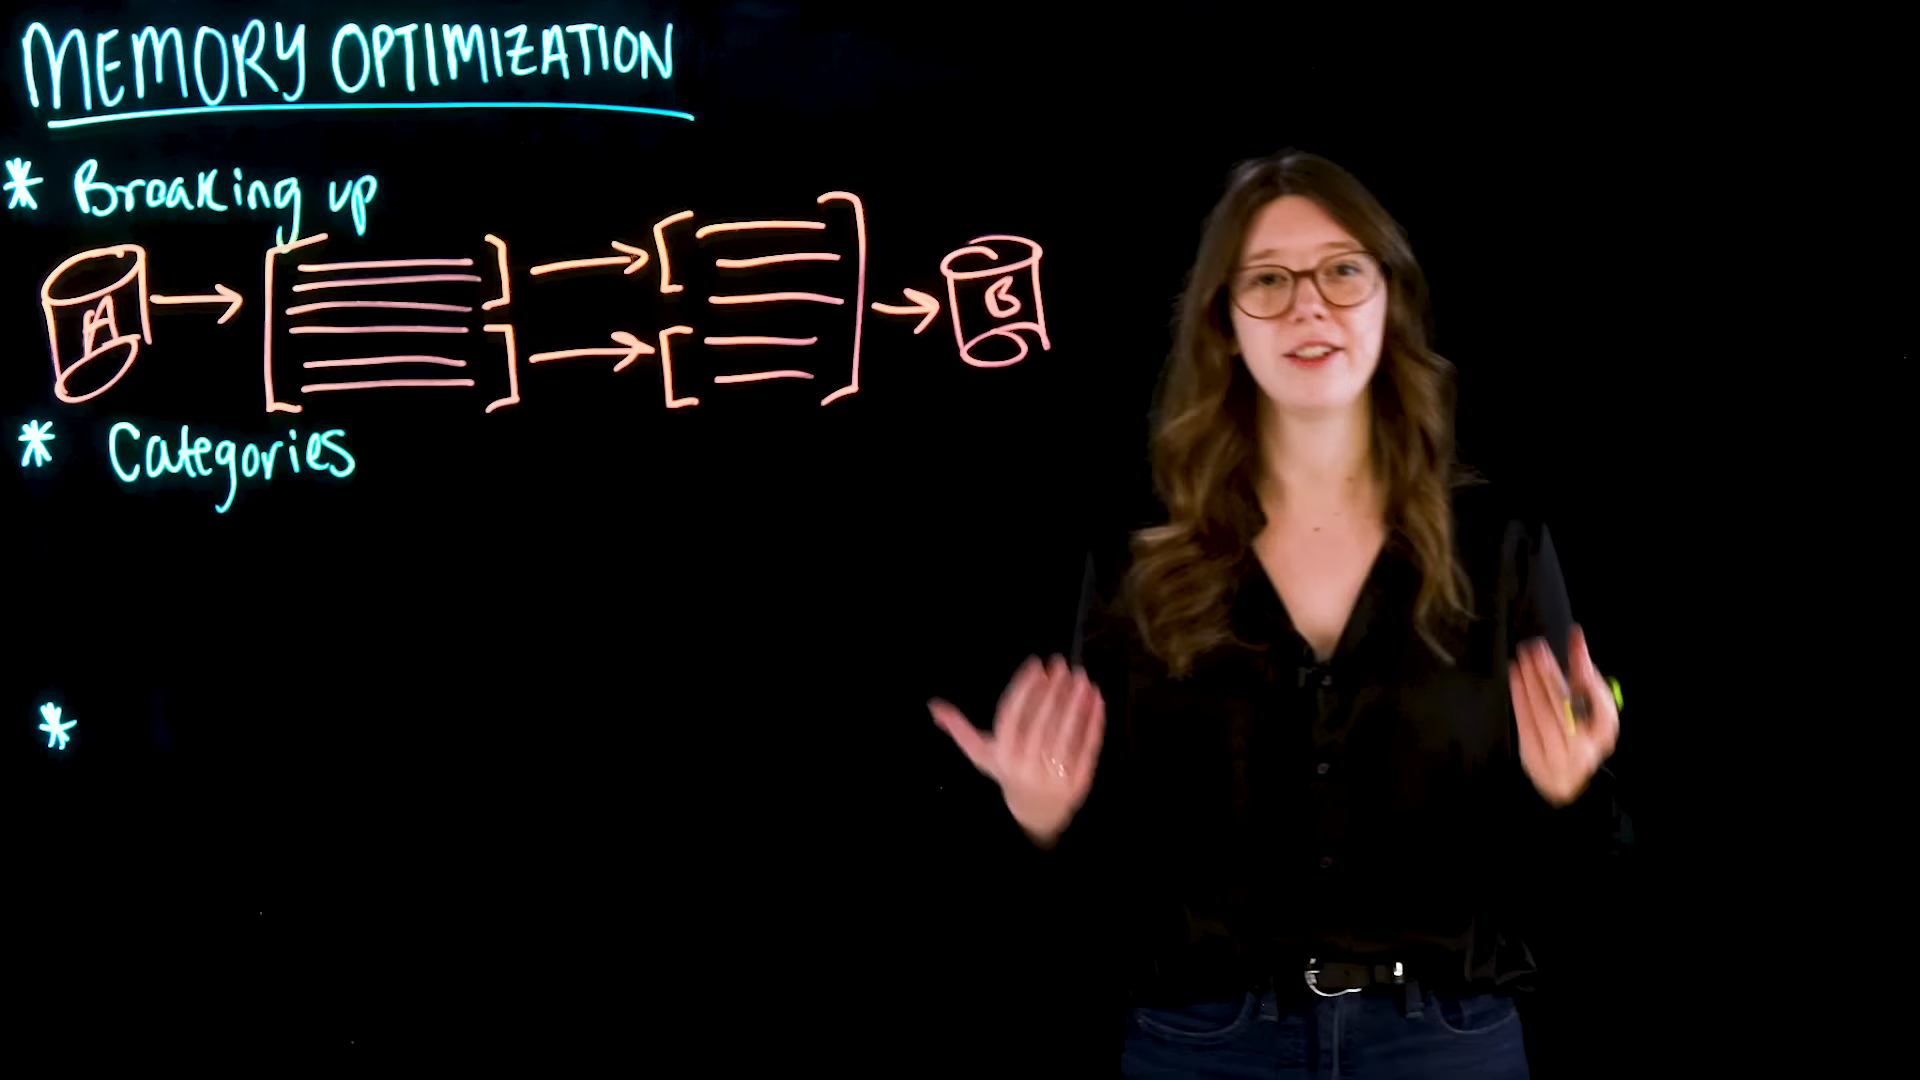 MEMORY OPTIMIZATION
* Breaking up
A
B
* Categories
*